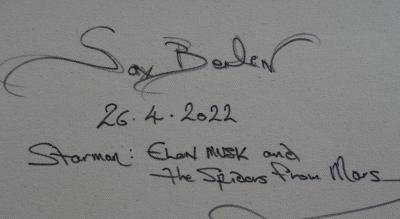 Sax Berlin
26.4.2022
Starman: Elon MUSK and
the Spiders from Mars